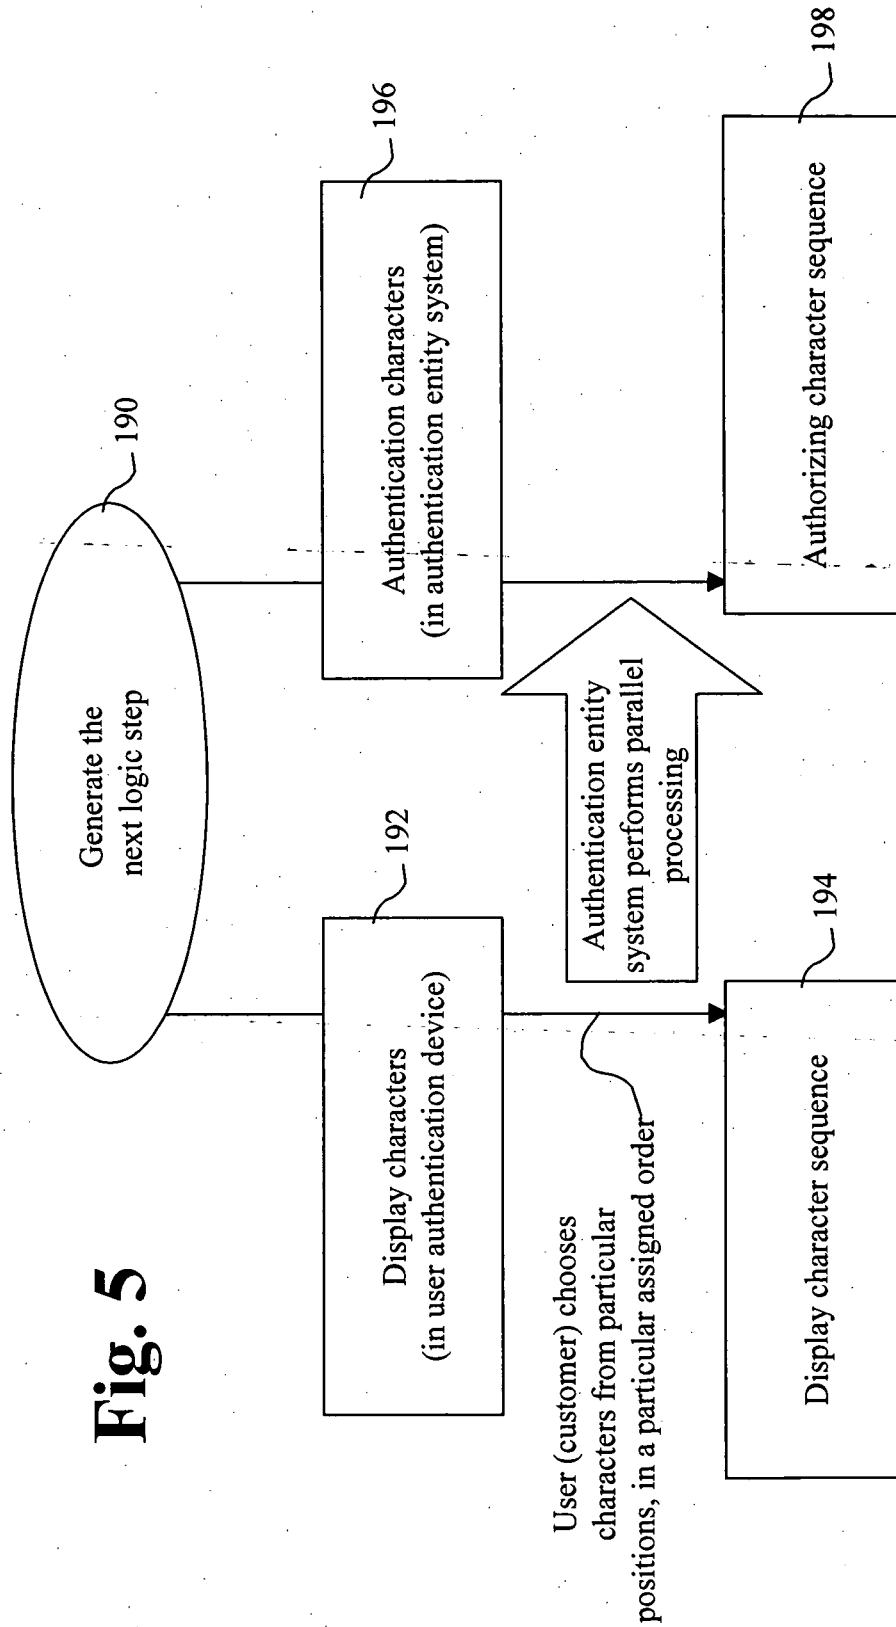 Fig. 5
Generate the
next logic step
190
Display characters
(in user authentication device)
192
Authentication characters
(in authentication entity system)
196
User (customer) chooses
characters from particular
positions, in a particular assigned order
Authentication entity
system performs parallel
processing
Display character sequence
194
Authorizing character sequence
198